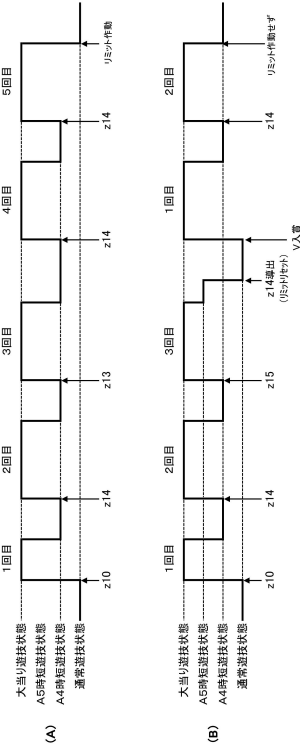 (A)
1回目 2回目 3回目 4回目 5回目
大当り遊技状態
A5時短遊技状態
A4時短遊技状態
通常遊技状態
z10 z14 z13 z14 z14 リミット作動
(B)
1回目 2回目 3回目 1回目 2回目
大当り遊技状態
A5時短遊技状態
A4時短遊技状態
通常遊技状態
z10 z14 z15 z14導出 V入賞 z14 リミット作動せず
(リミットリセット)